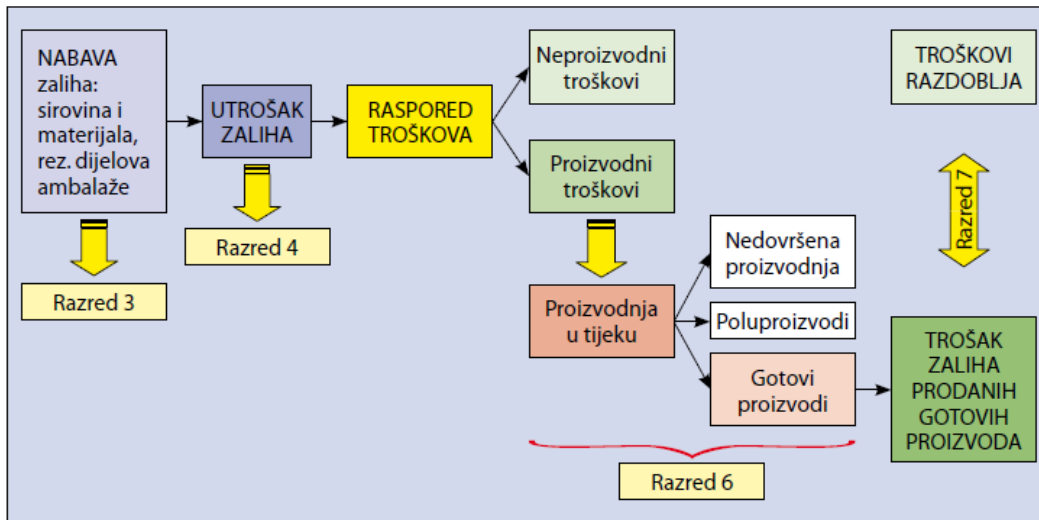 NABAVA
zaliha:
sirovina i
materijala,
rez. dijelova
ambalaže
Razred 3
UTROŠAK
ZALIHA
Razred 4
RASPORED
TROŠKOVA
Neproizvodni
troškovi
Proizvodni
troškovi
Proizvodnja
u tijeku
Nedovršena
proizvodnja
Poluproizvodi
Gotovi
proizvodi
Razred 6
TROŠKOVI
RAZDOBLJA
Razred 7
TROŠAK
ZALIHA
PRODANIH
GOTOVIH
PROIZVODA